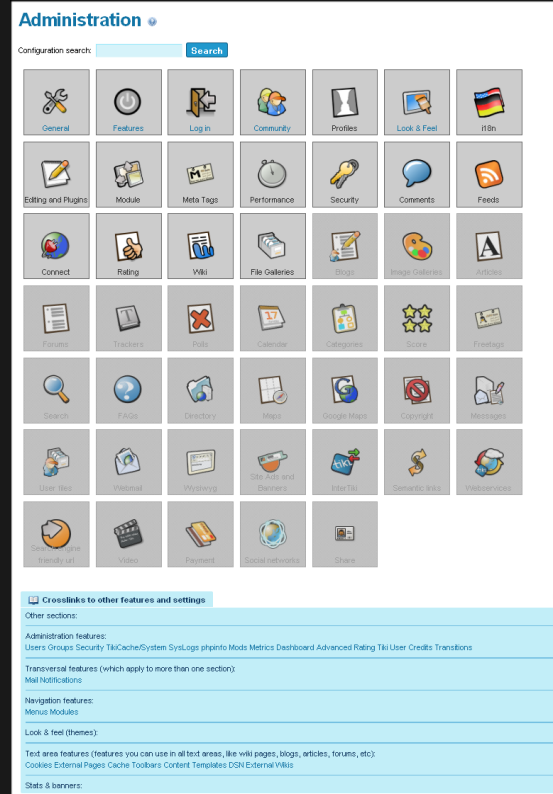 Administration
Configuration search:
Search
General Features Log in Community Profiles Look & Feel i18n
Editing and Plugins Module Meta Tags Performance Security Comments Feeds
Connect Rating Wiki File Galleries Blogs Image Galleries Articles
Forums Trackers Polls Calendar Categories Score Freetags
Search FAQs Directory Maps Google Maps Copyright Messages
User files Webmail Wysiwyg Site Ads and Banners InterTiki Semantic links Webservices
Search engine friendly url Video Payment Social networks Share
Crosslinks to other features and settings
Other sections:
Administration features:
Users Groups Security TikiCache/System SysLogs phpinfo Mods Metrics Dashboard Advanced Rating Tiki User Credits Transitions
Transversal features (which apply to more than one section):
Mail Notifications
Navigation features:
Menus Modules
Look & feel (themes):
Text area features (features you can use in all text areas, like wiki pages, blogs, articles, forums, etc):
Cookies External Pages Cache Toolbars Content Templates DSN External Wikis
Stats & banners: